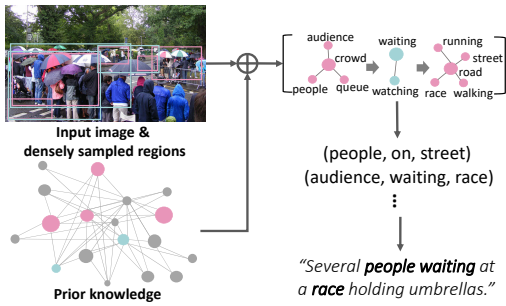 Input image &
densely sampled regions
Prior knowledge
audience
crowd
people
queue
waiting
watching
running
street
road
race
walking
(people, on, street)
(audience, waiting, race)
⋮
“Several people waiting at
a race holding umbrellas.”